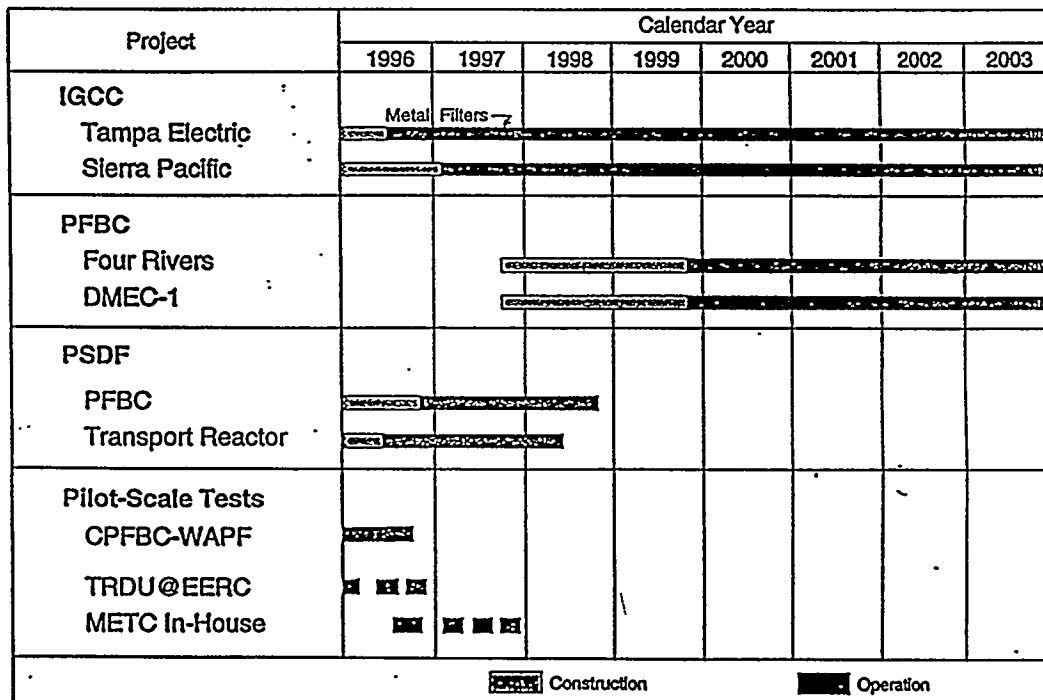 Project
Calendar Year
1996 1997 1998 1999 2000 2001 2002 2003
IGCC
Metal Filters
Tampa Electric
Sierra Pacific
PFBC
Four Rivers
DMEC-1
PSDF
PFBC
Transport Reactor
Pilot-Scale Tests
CPFBC-WAPF
TRDU@EERC
METC In-House
Construction Operation